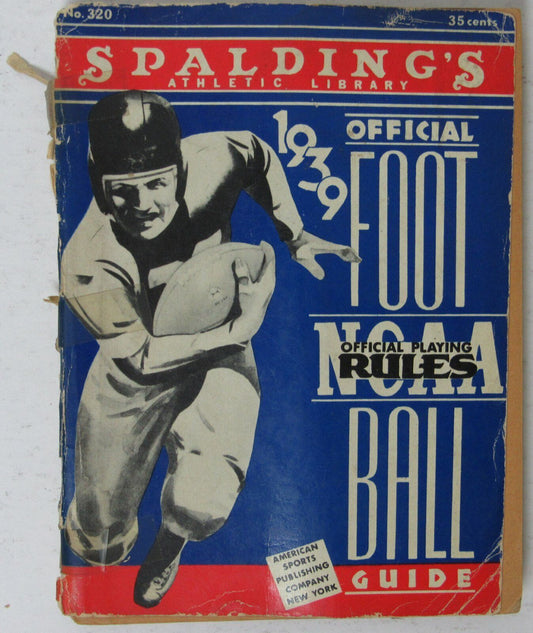 No. 320
35 cents
SPALDING'S
ATHLETIC LIBRARY
1939
OFFICIAL
FOOT
NCAA
OFFICIAL PLAYING
RULES
BALL
GUIDE
AMERICAN
SPORTS
PUBLISHING
COMPANY
NEW YORK